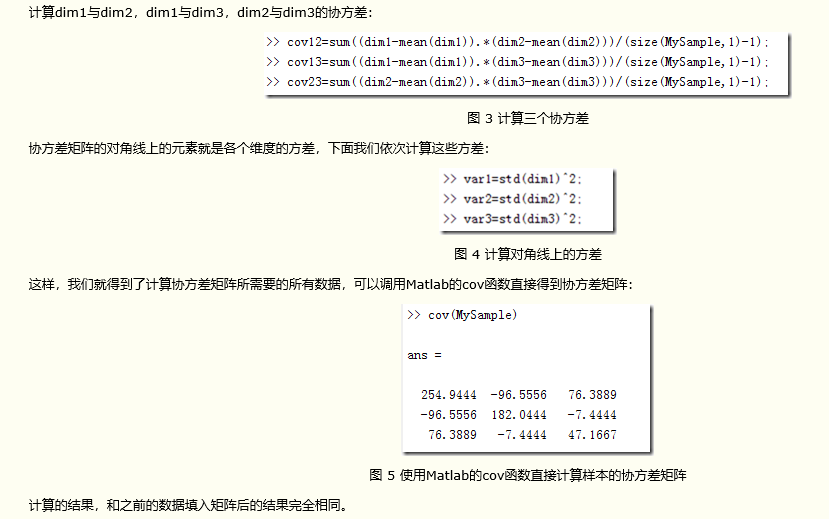 计算dim1与dim2，dim1与dim3，dim2与dim3的协方差：
>> cov12=sum((dim1-mean(dim1)).*(dim2-mean(dim2)))/(size(MySample,1)-1);
>> cov13=sum((dim1-mean(dim1)).*(dim3-mean(dim3)))/(size(MySample,1)-1);
>> cov23=sum((dim2-mean(dim2)).*(dim3-mean(dim3)))/(size(MySample,1)-1);
图 3 计算三个协方差
协方差矩阵的对角线上的元素就是各个维度的方差，下面我们依次计算这些方差：
>> var1=std(dim1)^2;
>> var2=std(dim2)^2;
>> var3=std(dim3)^2;
图 4 计算对角线上的方差
这样，我们就得到了计算协方差矩阵所需要的所有数据，可以调用Matlab的cov函数直接得到协方差矩阵：
>> cov(MySample)
ans =
254.9444 -96.5556 76.3889
-96.5556 182.0444 -7.4444
76.3889 -7.4444 47.1667
图 5 使用Matlab的cov函数直接计算样本的协方差矩阵
计算的结果，和之前的数据填入矩阵后的结果完全相同。